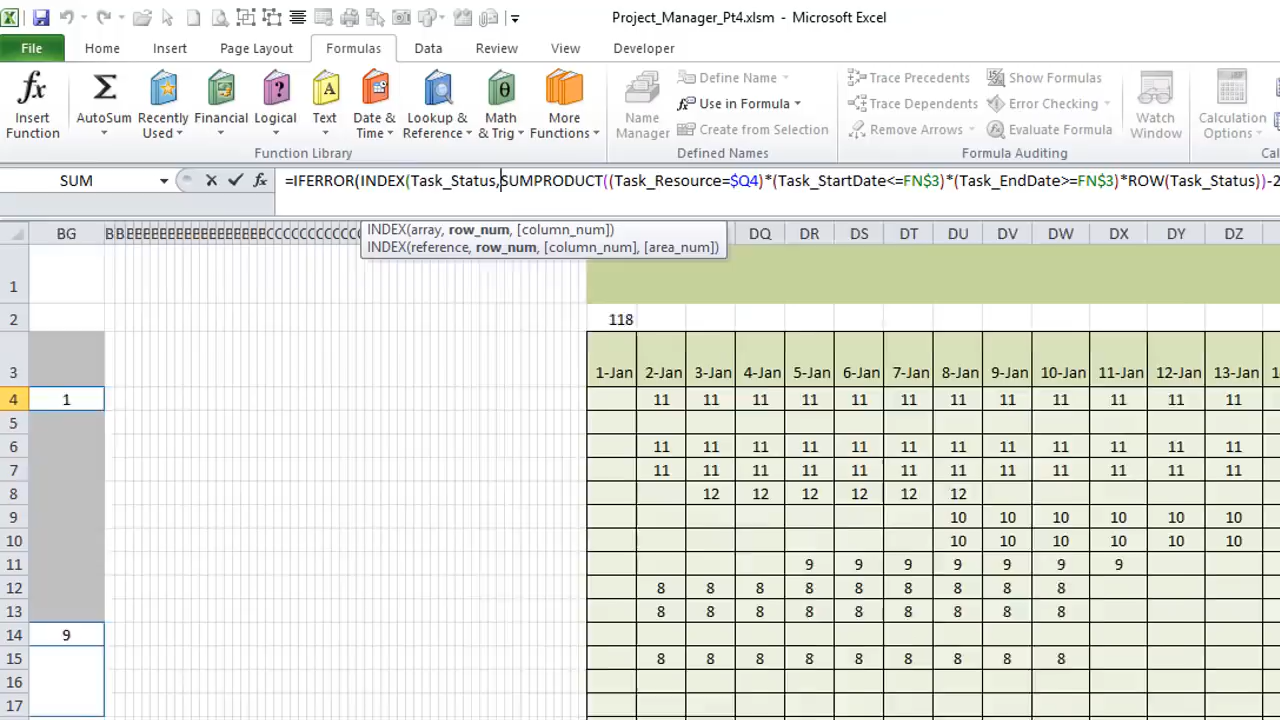 Project_Manager_Pt4.xlsm - Microsoft Excel
File Home Insert Page Layout Formulas Data Review View Developer
fx Σ A ? θ
Insert Function AutoSum Recently Used Financial Logical Text Date & Time Lookup & Reference Math & Trig More Functions
Name Manager Define Name Use in Formula Create from Selection
Trace Precedents Trace Dependents Remove Arrows Show Formulas Error Checking Evaluate Formula
Watch Window Calculation Options
Function Library Defined Names Formula Auditing
SUM fx =IFERROR(INDEX(Task_Status,SUMPRODUCT((Task_Resource=$Q4)*(Task_StartDate<=FN$3)*(Task_EndDate>=FN$3)*ROW(Task_Status))-2
INDEX(array, row_num, [column_num])
INDEX(reference, row_num, [column_num], [area_num])
BG DQ DR DS DT DU DV DW DX DY DZ
1
2 118
3 1-Jan 2-Jan 3-Jan 4-Jan 5-Jan 6-Jan 7-Jan 8-Jan 9-Jan 10-Jan 11-Jan 12-Jan 13-Jan
4 1 11 11 11 11 11 11 11 11 11 11 11 11
5
6 11 11 11 11 11 11 11 11 11 11 11 11
7 11 11 11 11 11 11 11 11 11 11 11 11
8 12 12 12 12 12 12
9 10 10 10 10 10 10
10 10 10 10 10 10 10
11 9 9 9 9 9 9 9
12 8 8 8 8 8 8 8 8 8
13 8 8 8 8 8 8 8 8 8
14 9
15 8 8 8 8 8 8 8 8 8
16
17